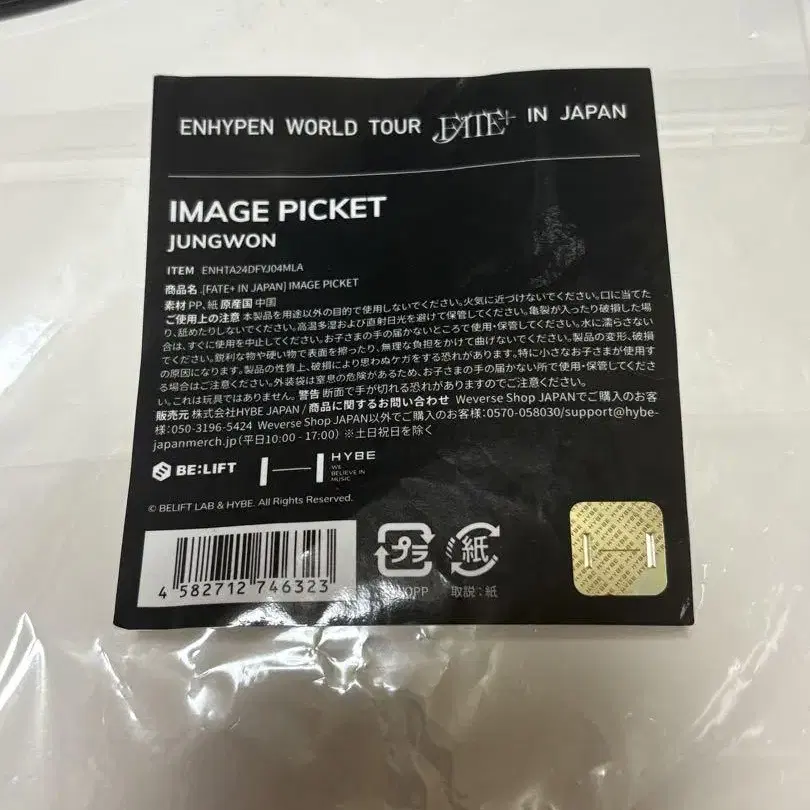 ENHYPEN WORLD TOUR FATE+ IN JAPAN
IMAGE PICKET
JUNGWON
ITEM ENHTA24DFYJ04MLA
商品名 .[FATE+ IN JAPAN] IMAGE PICKET
素材 PP、紙 原産国 中国
ご使用上の注意 本製品を用途以外の目的で使用しないでください。火気に近づけないでください。口に当てた
り、舐めたりしないでください。高温多湿および直射日光を避けて保管してください。亀裂が入ったり破損した場
合は、すぐに使用を中止してください。お子さまの手の届かないところで使用・保管してください。水に濡らさない
でください。鋭利な物や硬い物で表面を擦ったり、無理な負担をかけて曲げないでください。製品の変形、破損
の原因になります。製品の性質上、破損により思わぬケガをする恐れがあります。特に小さなお子さまが使用す
る場合はご注意ください。外装袋は窒息の危険があるため、お子さまの手の届かない所で使用・保管してくださ
い。これは玩具ではありません。警告 断面で手が切れる恐れがありますのでご注意ください。
販売元 株式会社HYBE JAPAN / 商品に関するお問い合わせ Weverse Shop JAPANでご購入のお客
様：050-3196-5424 Weverse Shop JAPAN以外でご購入のお客様：0570-058030/support@hybe-
japanmerch.jp（平日10:00 - 17:00）※土日祝日を除く
BE:LIFT
HYBE
WE
BELIEVE IN
MUSIC
© BELIFT LAB & HYBE. All Rights Reserved.
4 582712 746323
プラ
紙
OPP
取説：紙